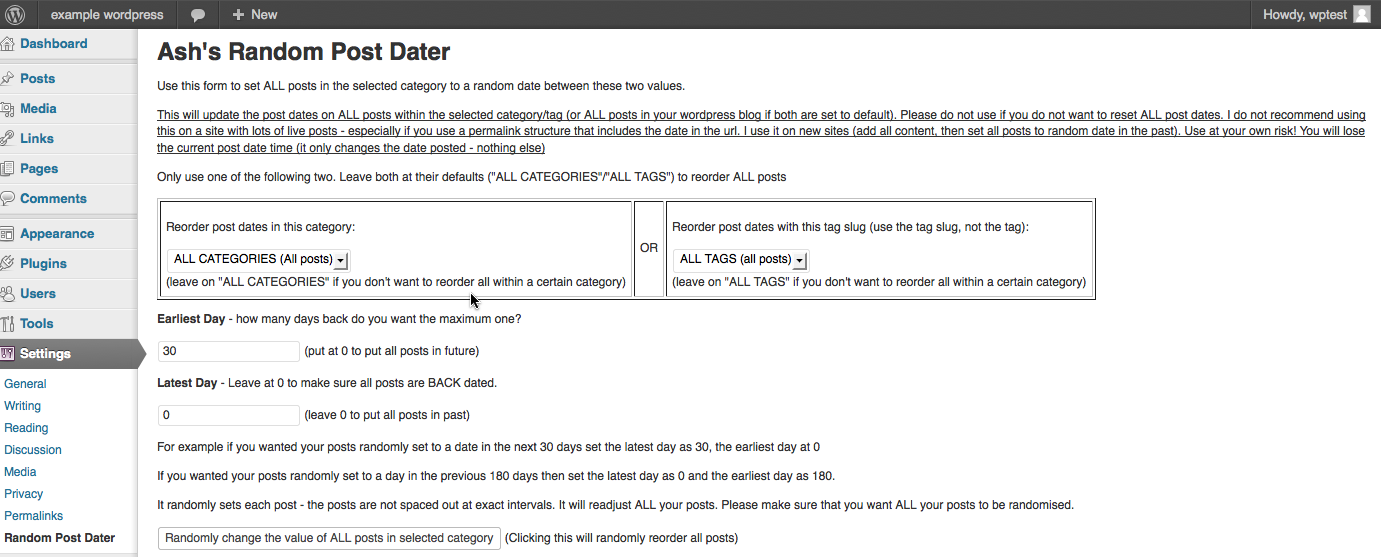 example wordpress
New
Howdy, wptest
Dashboard
Posts
Media
Links
Pages
Comments
Appearance
Plugins
Users
Tools
Settings
General
Writing
Reading
Discussion
Media
Privacy
Permalinks
Random Post Dater
Ash's Random Post Dater
Use this form to set ALL posts in the selected category to a random date between these two values.
This will update the post dates on ALL posts within the selected category/tag (or ALL posts in your wordpress blog if both are set to default). Please do not use if you do not want to reset ALL post dates. I do not recommend using
this on a site with lots of live posts - especially if you use a permalink structure that includes the date in the url. I use it on new sites (add all content, then set all posts to random date in the past). Use at your own risk! You will lose
the current post date time (it only changes the date posted - nothing else)
Only use one of the following two. Leave both at their defaults ("ALL CATEGORIES"/"ALL TAGS") to reorder ALL posts
Reorder post dates in this category:
ALL CATEGORIES (All posts)
(leave on "ALL CATEGORIES" if you don't want to reorder all within a certain category)
OR
Reorder post dates with this tag slug (use the tag slug, not the tag):
ALL TAGS (all posts)
(leave on "ALL TAGS" if you don't want to reorder all within a certain category)
Earliest Day - how many days back do you want the maximum one?
30 (put at 0 to put all posts in future)
Latest Day - Leave at 0 to make sure all posts are BACK dated.
0 (leave 0 to put all posts in past)
For example if you wanted your posts randomly set to a date in the next 30 days set the latest day as 30, the earliest day at 0
If you wanted your posts randomly set to a day in the previous 180 days then set the latest day as 0 and the earliest day as 180.
It randomly sets each post - the posts are not spaced out at exact intervals. It will readjust ALL your posts. Please make sure that you want ALL your posts to be randomised.
Randomly change the value of ALL posts in selected category (Clicking this will randomly reorder all posts)